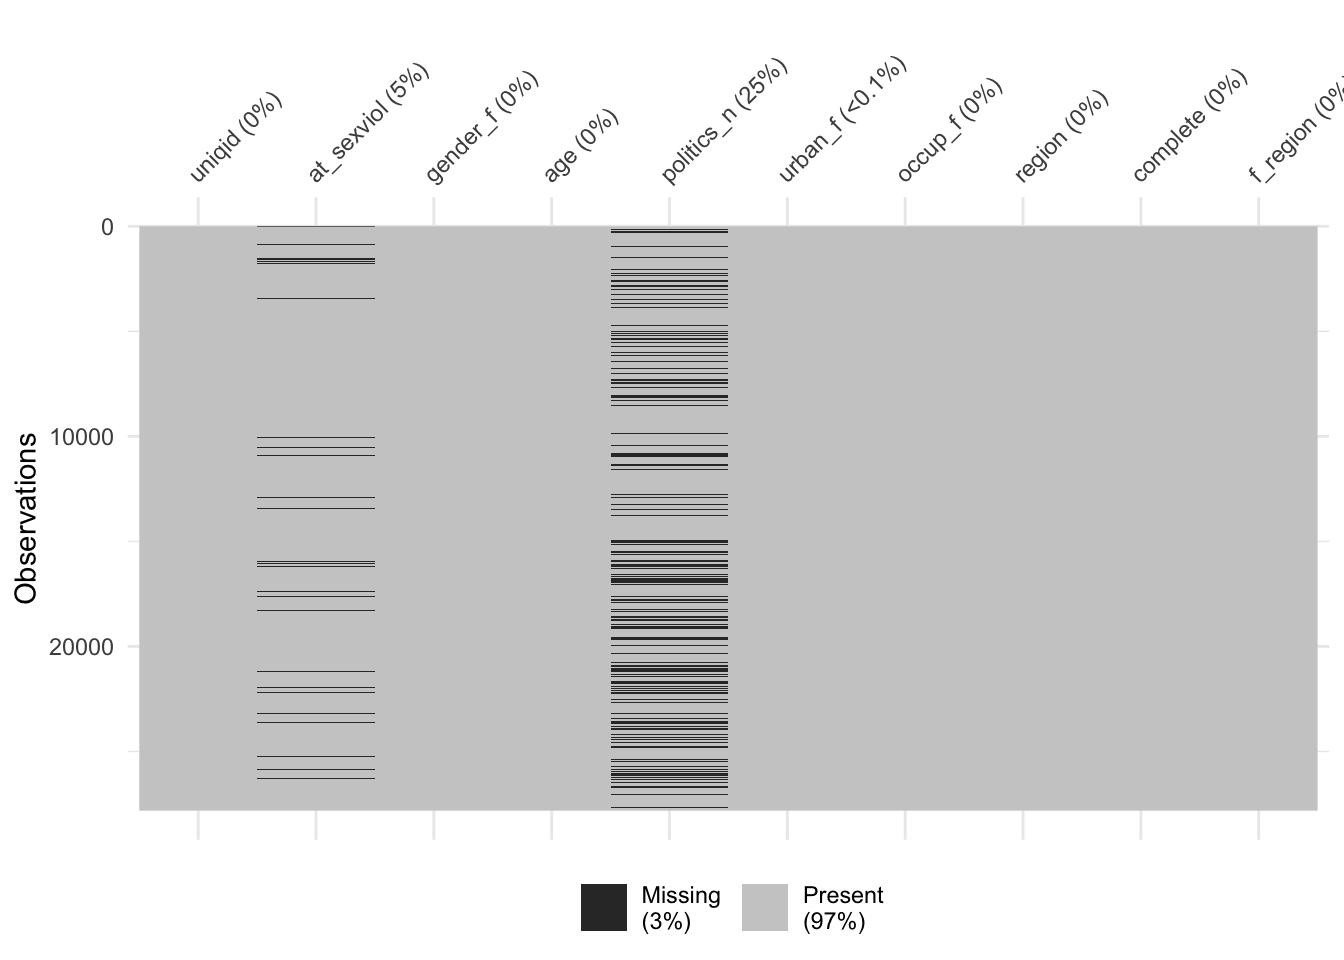 uniqid (0%)
at_sexviol (5%)
gender_f (0%)
age (0%)
politics_n (25%)
urban_f (<0.1%)
occup_f (0%)
region (0%)
complete (0%)
f_region (0%
0
10000
20000
Observations
Missing
(3%)
Present
(97%)